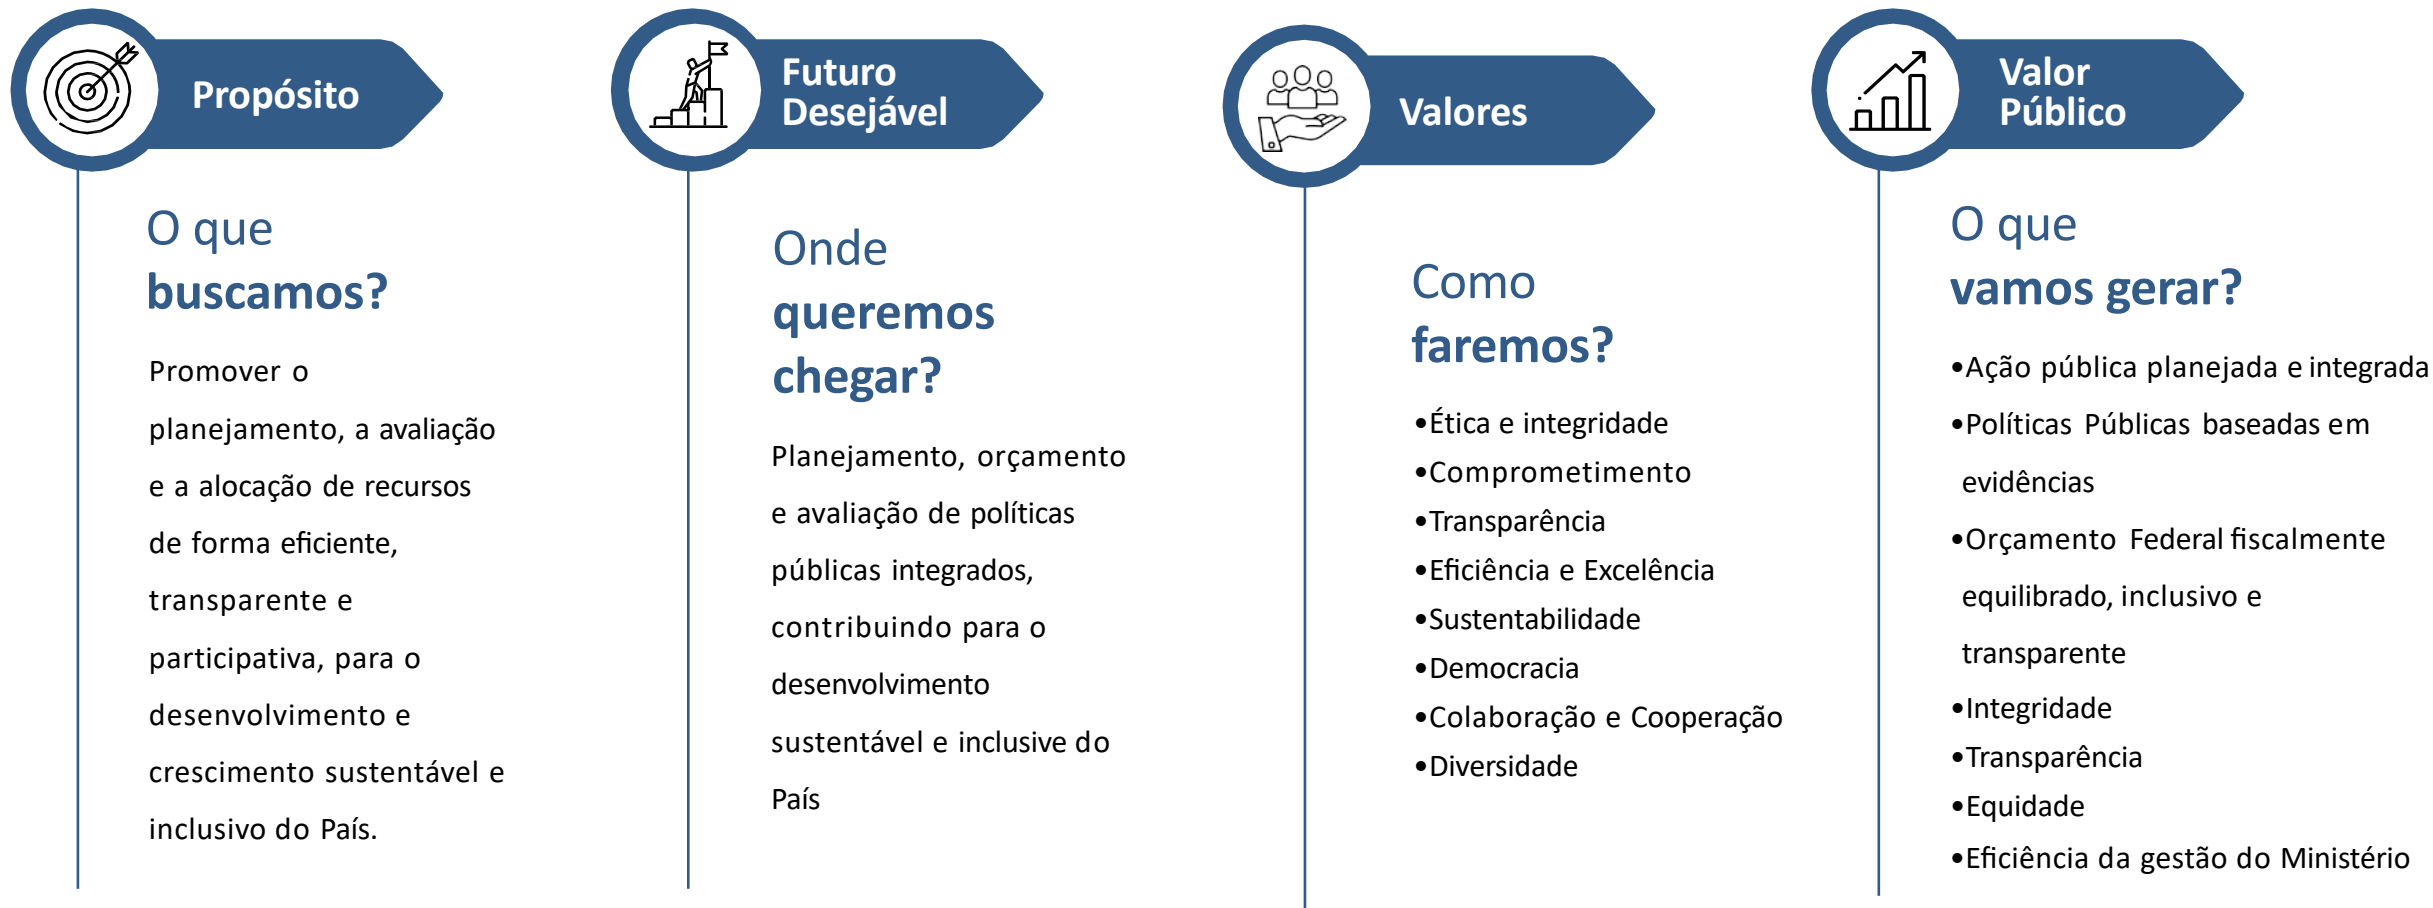 Propósito
O que
buscamos?
Promover o
planejamento, a avaliação
e a alocação de recursos
de forma eficiente,
transparente e
participativa, para o
desenvolvimento e
crescimento sustentável e
inclusivo do País.
Futuro
Desejável
Onde
queremos
chegar?
Planejamento, orçamento
e avaliação de políticas
públicas integrados,
contribuindo para o
desenvolvimento
sustentável e inclusive do
País
Valores
Como
faremos?
•Ética e integridade
•Comprometimento
•Transparência
•Eficiência e Excelência
•Sustentabilidade
•Democracia
•Colaboração e Cooperação
•Diversidade
Valor
Público
O que
vamos gerar?
•Ação pública planejada e integrada
•Políticas Públicas baseadas em
evidências
•Orçamento Federal fiscalmente
equilibrado, inclusivo e
transparente
•Integridade
•Transparência
•Equidade
•Eficiência da gestão do Ministério